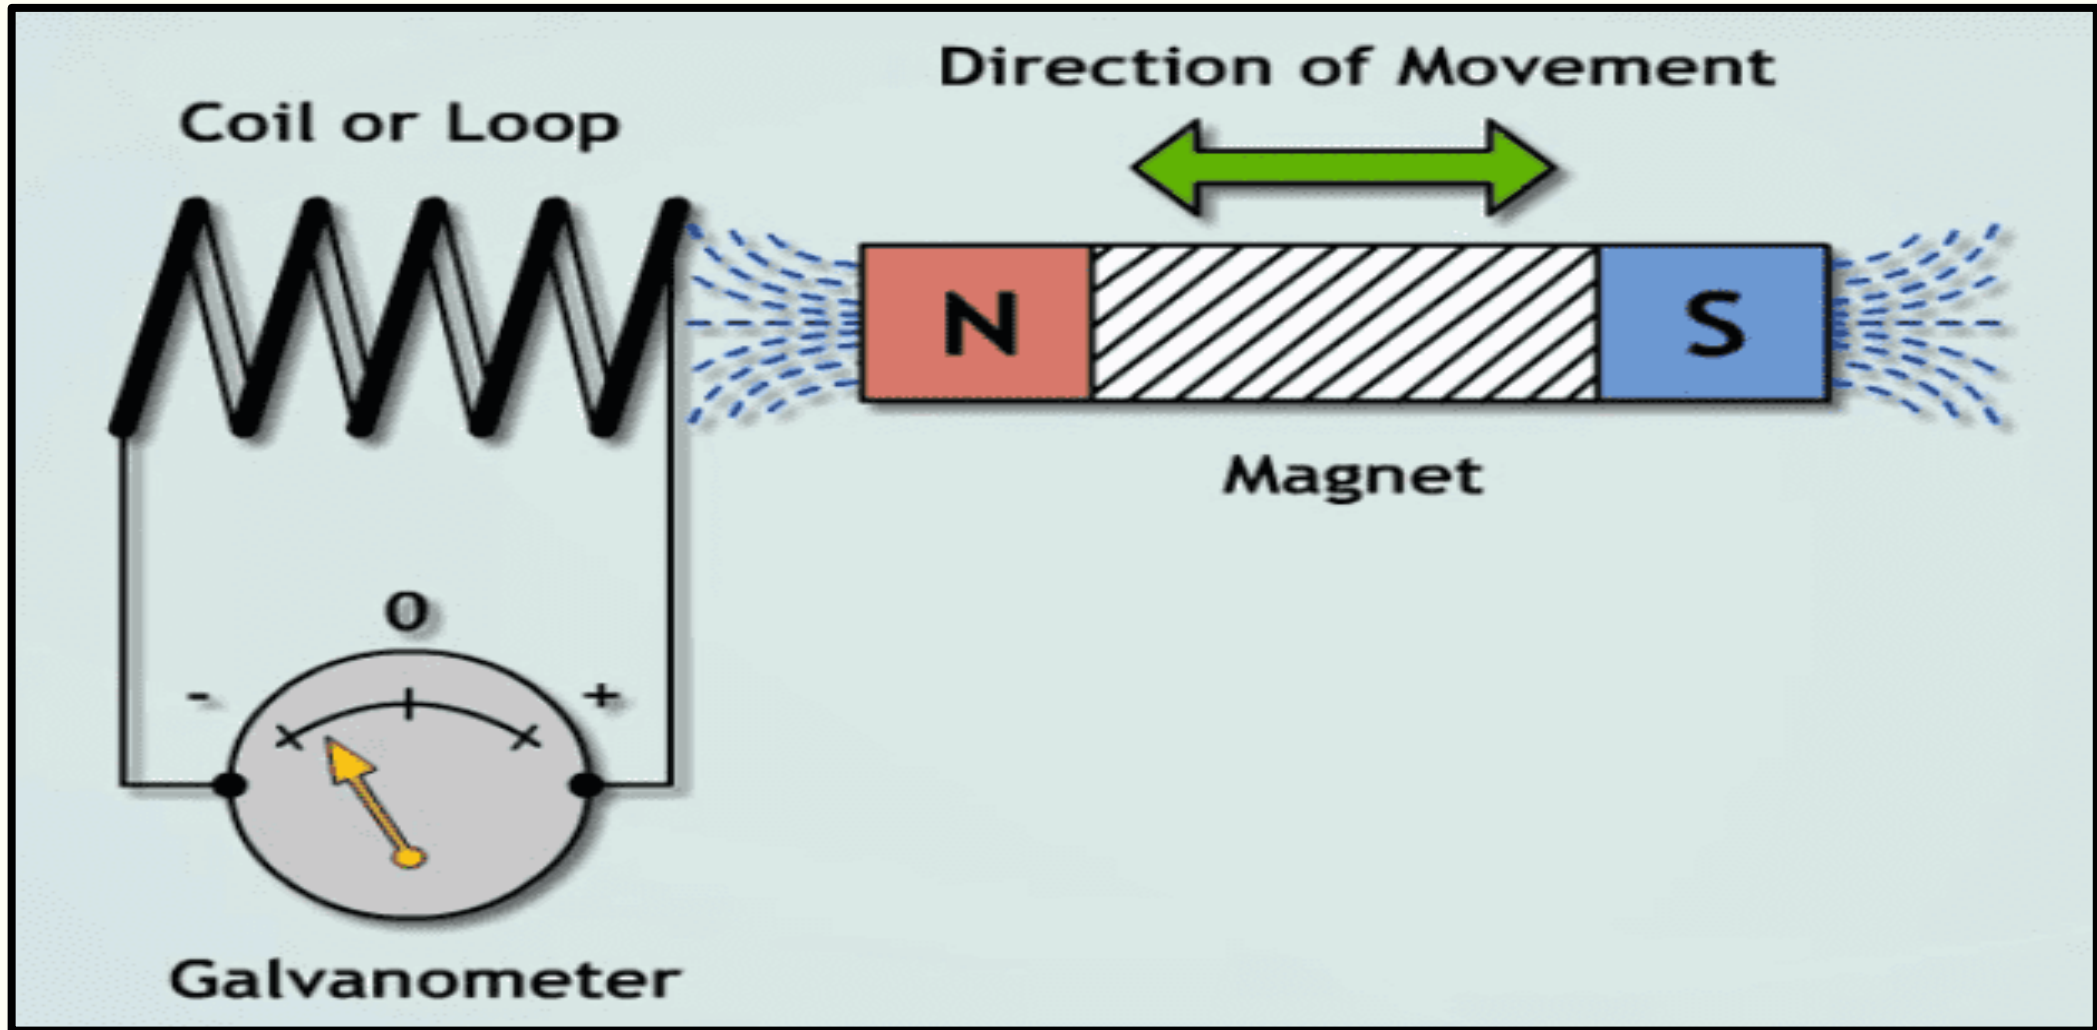 Direction of Movement
Coil or Loop
N
S
Magnet
0
-
+
Galvanometer